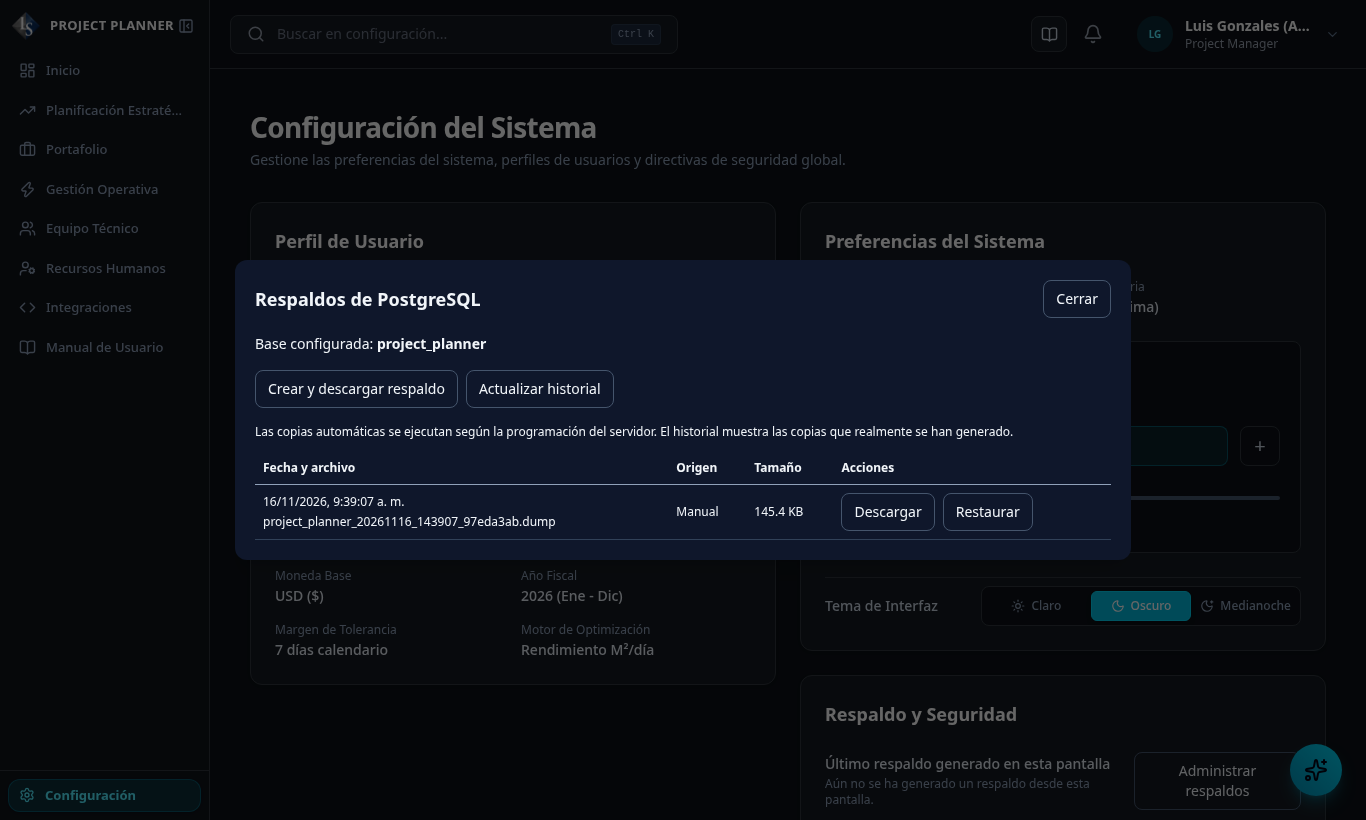 PROJECT PLANNER
Buscar en configuración...
Ctrl K
LG
Luis Gonzales (A...
Project Manager
Inicio
Planificación Estraté...
Portafolio
Gestión Operativa
Equipo Técnico
Recursos Humanos
Integraciones
Manual de Usuario
Configuración
Configuración del Sistema
Gestione las preferencias del sistema, perfiles de usuarios y directivas de seguridad global.
Perfil de Usuario
Preferencias del Sistema
ria
ima)
Respaldos de PostgreSQL
Cerrar
Base configurada: project_planner
Crear y descargar respaldo
Actualizar historial
Las copias automáticas se ejecutan según la programación del servidor. El historial muestra las copias que realmente se han generado.
Fecha y archivo Origen Tamaño Acciones
16/11/2026, 9:39:07 a. m.
project_planner_20261116_143907_97eda3ab.dump
Manual 145.4 KB Descargar Restaurar
+
Moneda Base
USD ($)
Año Fiscal
2026 (Ene - Dic)
Margen de Tolerancia
7 días calendario
Motor de Optimización
Rendimiento M²/día
Tema de Interfaz
Claro
Oscuro
Medianoche
Respaldo y Seguridad
Último respaldo generado en esta pantalla
Aún no se ha generado un respaldo desde esta
pantalla.
Administrar
respaldos